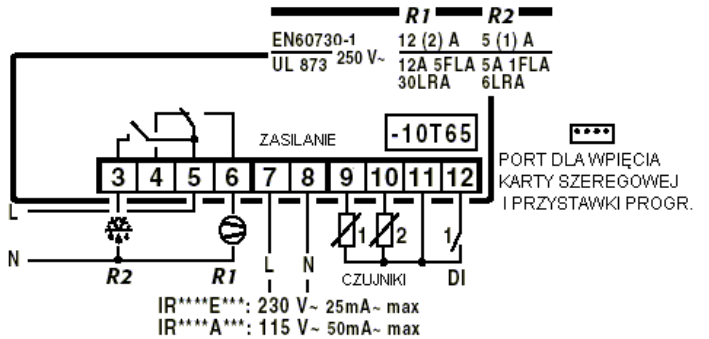 R1 R2
EN60730-1 250 V~ 12 (2) A 5 (1) A
UL 873 12A 5FLA 5A 1FLA
30LRA 6LRA
ZASILANIE
-10T65
PORT DLA WPIĘCIA
KARTY SZEREGOWEJ
I PRZYSTAWKI PROGR.
3 4 5 6 7 8 9 10 11 12
L
1 2 1
N
R2 R1 L N CZUJNIKI DI
IR****E***: 230 V~ 25mA~ max
IR****A***: 115 V~ 50mA~ max